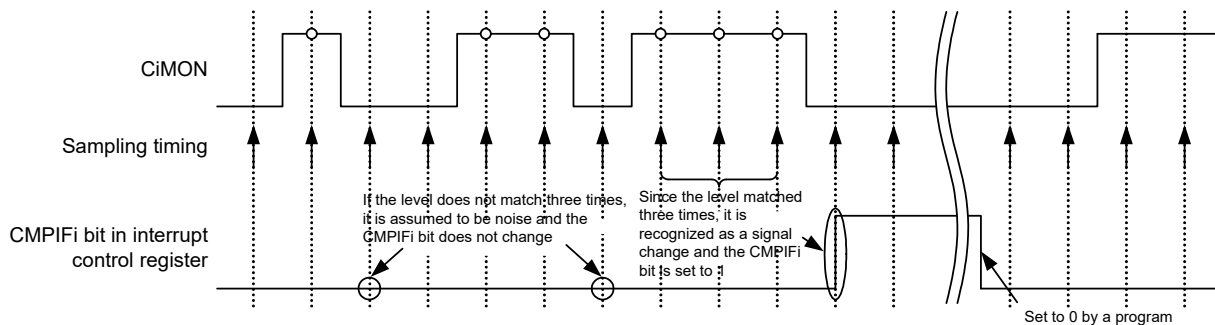 CiMON
Sampling timing
If the level does not match three times,
it is assumed to be noise and the
CMPIFi bit does not change
Since the level matched
three times, it is
recognized as a signal
change and the CMPIFi
bit is set to 1
CMPIFi bit in interrupt
control register
Set to 0 by a program